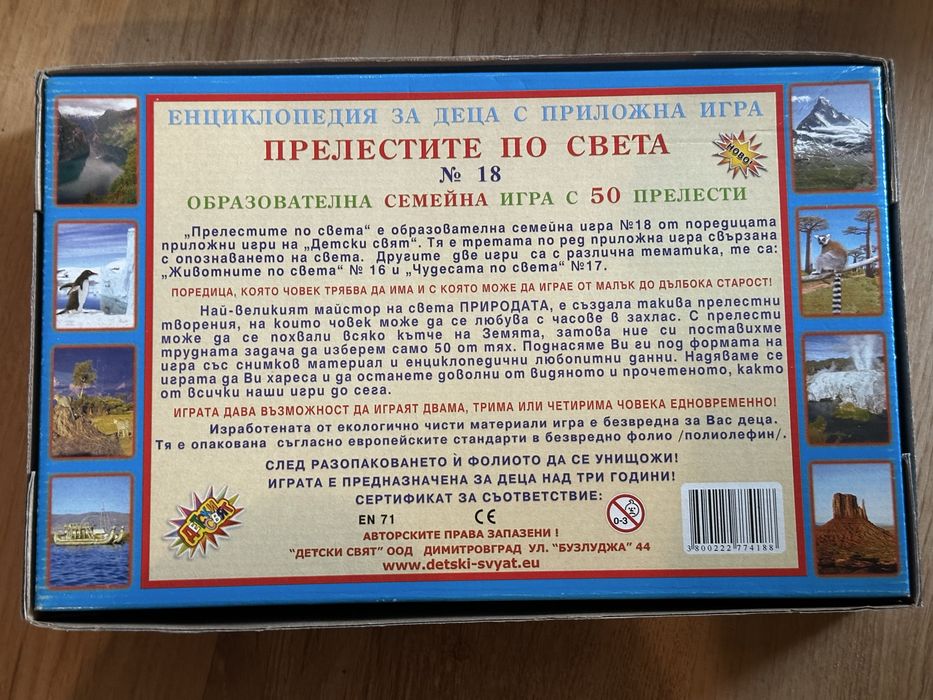 ЕНЦИКЛОПЕДИЯ ЗА ДЕЦА С ПРИЛОЖНА ИГРА
ПРЕЛЕСТИТЕ ПО СВЕТА
НОВО!
№ 18
ОБРАЗОВАТЕЛНА СЕМЕЙНА ИГРА С 50 ПРЕЛЕСТИ
„Прелестите по света“ е образователна семейна игра №18 от поредицата
приложни игри на „Детски свят“. Тя е третата по ред приложна игра свързана
с опознаването на света. Другите две игри са с различна тематика, те са:
„Животните по света“ № 16 и „Чудесата по света“ №17.
ПОРЕДИЦА, КОЯТО ЧОВЕК ТРЯБВА ДА ИМА И С КОЯТО МОЖЕ ДА ИГРАЕ ОТ МАЛЪК ДО ДЪЛБОКА СТАРОСТ!
Най-великият майстор на света ПРИРОДАТА, е създала такива прелестни
творения, на които човек може да се любува с часове в захлас. С прелести
може да се похвали всяко кътче на Земята, затова ние си поставихме
трудната задача да изберем само 50 от тях. Поднасяме Ви ги под формата на
игра със снимков материал и енциклопедични любопитни данни. Надяваме се
играта да Ви хареса и да останете доволни от видяното и прочетеното, както
от всички наши игри до сега.
ИГРАТА ДАВА ВЪЗМОЖНОСТ ДА ИГРАЯТ ДВАМА, ТРИМА ИЛИ ЧЕТИРИМА ЧОВЕКА ЕДНОВРЕМЕННО!
Изработената от екологично чисти материали игра е безвредна за Вас деца.
Тя е опакована съгласно европейските стандарти в безвредно фолио /полиолефин/.
СЛЕД РАЗОПАКОВАНЕТО Ѝ ФОЛИОТО ДА СЕ УНИЩОЖИ!
ИГРАТА Е ПРЕДНАЗНАЧЕНА ЗА ДЕЦА НАД ТРИ ГОДИНИ!
СЕРТИФИКАТ ЗА СЪОТВЕТСТВИЕ:
ДЕТСКИ СВЯТ
EN 71 CE 0-3
АВТОРСКИТЕ ПРАВА ЗАПАЗЕНИ !
"ДЕТСКИ СВЯТ" ООД ДИМИТРОВГРАД УЛ. "БУЗЛУДЖА" 44
www.detski-svyat.eu
3800222774188